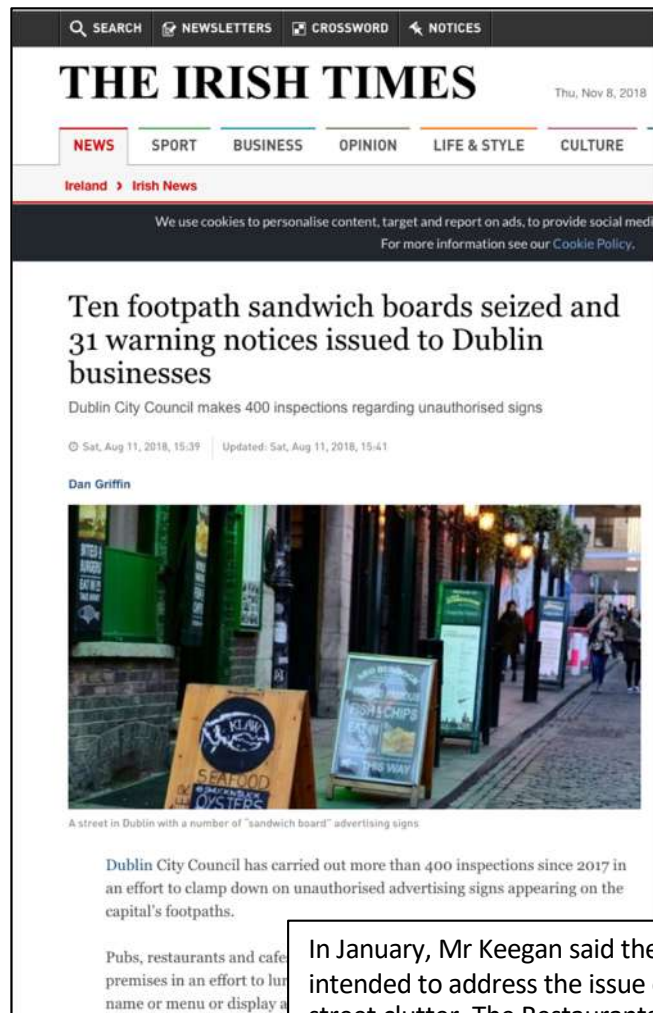 SEARCH NEWSLETTERS CROSSWORD NOTICES
THE IRISH TIMES
Thu, Nov 8, 2018
NEWS SPORT BUSINESS OPINION LIFE & STYLE CULTURE
Ireland > Irish News
We use cookies to personalise content, target and report on ads, to provide social medi
For more information see our Cookie Policy.
Ten footpath sandwich boards seized and
31 warning notices issued to Dublin
businesses
Dublin City Council makes 400 inspections regarding unauthorised signs
Sat, Aug 11, 2018, 15:39 Updated: Sat, Aug 11, 2018, 15:41
Dan Griffin
BURGERS
EAT IN
KLAW
SEAFOOD
OYSTERS
FISH & CHIPS
EAT IN
THIS WAY
A street in Dublin with a number of "sandwich board" advertising signs
Dublin City Council has carried out more than 400 inspections since 2017 in
an effort to clamp down on unauthorised advertising signs appearing on the
capital's footpaths.
Pubs, restaurants and cafe
premises in an effort to lur
name or menu or display a
In January, Mr Keegan said the
intended to address the issue